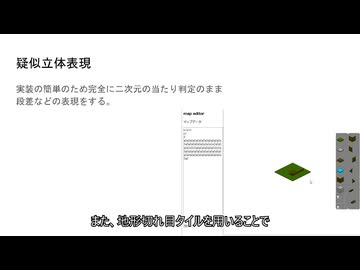 疑似立体表現
実装の簡単のため完全に二次元の当たり判定のまま
段差などの表現をする。
map editor
マップデータ
また、地形切れ目タイルを用いることで